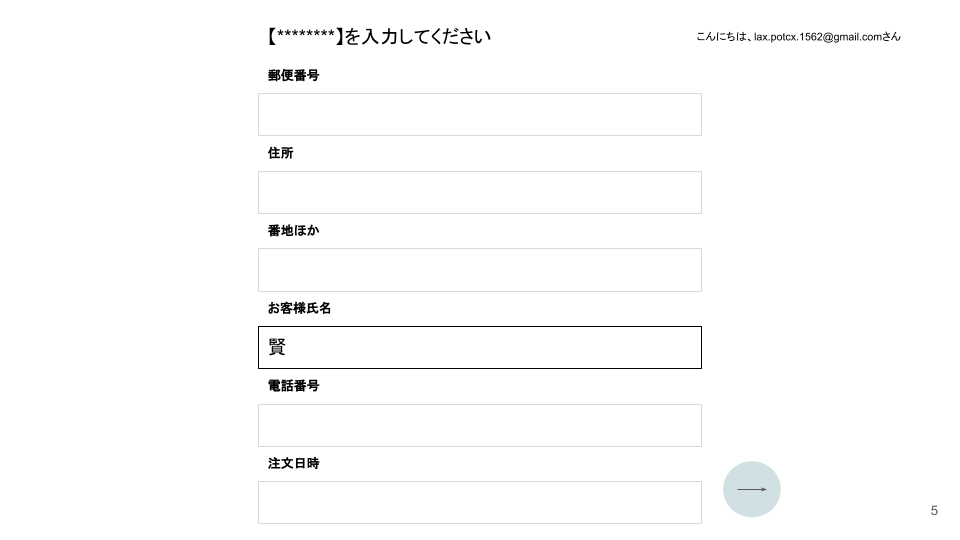 【********】を入力してください
こんにちは、lax.potcx.1562@gmail.comさん
郵便番号
住所
番地ほか
お客様氏名
賢
電話番号
注文日時
5